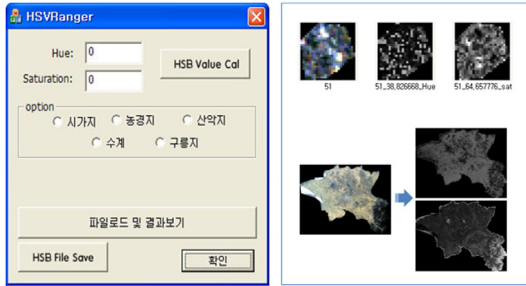 HSVRanger
Hue: 0
Saturation: 0
HSB Value Cal
option
시가지 농경지 산악지
수계 구릉지
파일로드 및 결과보기
HSB File Save
확인
51 51_38,826668_Hue 51_64,657776_sat